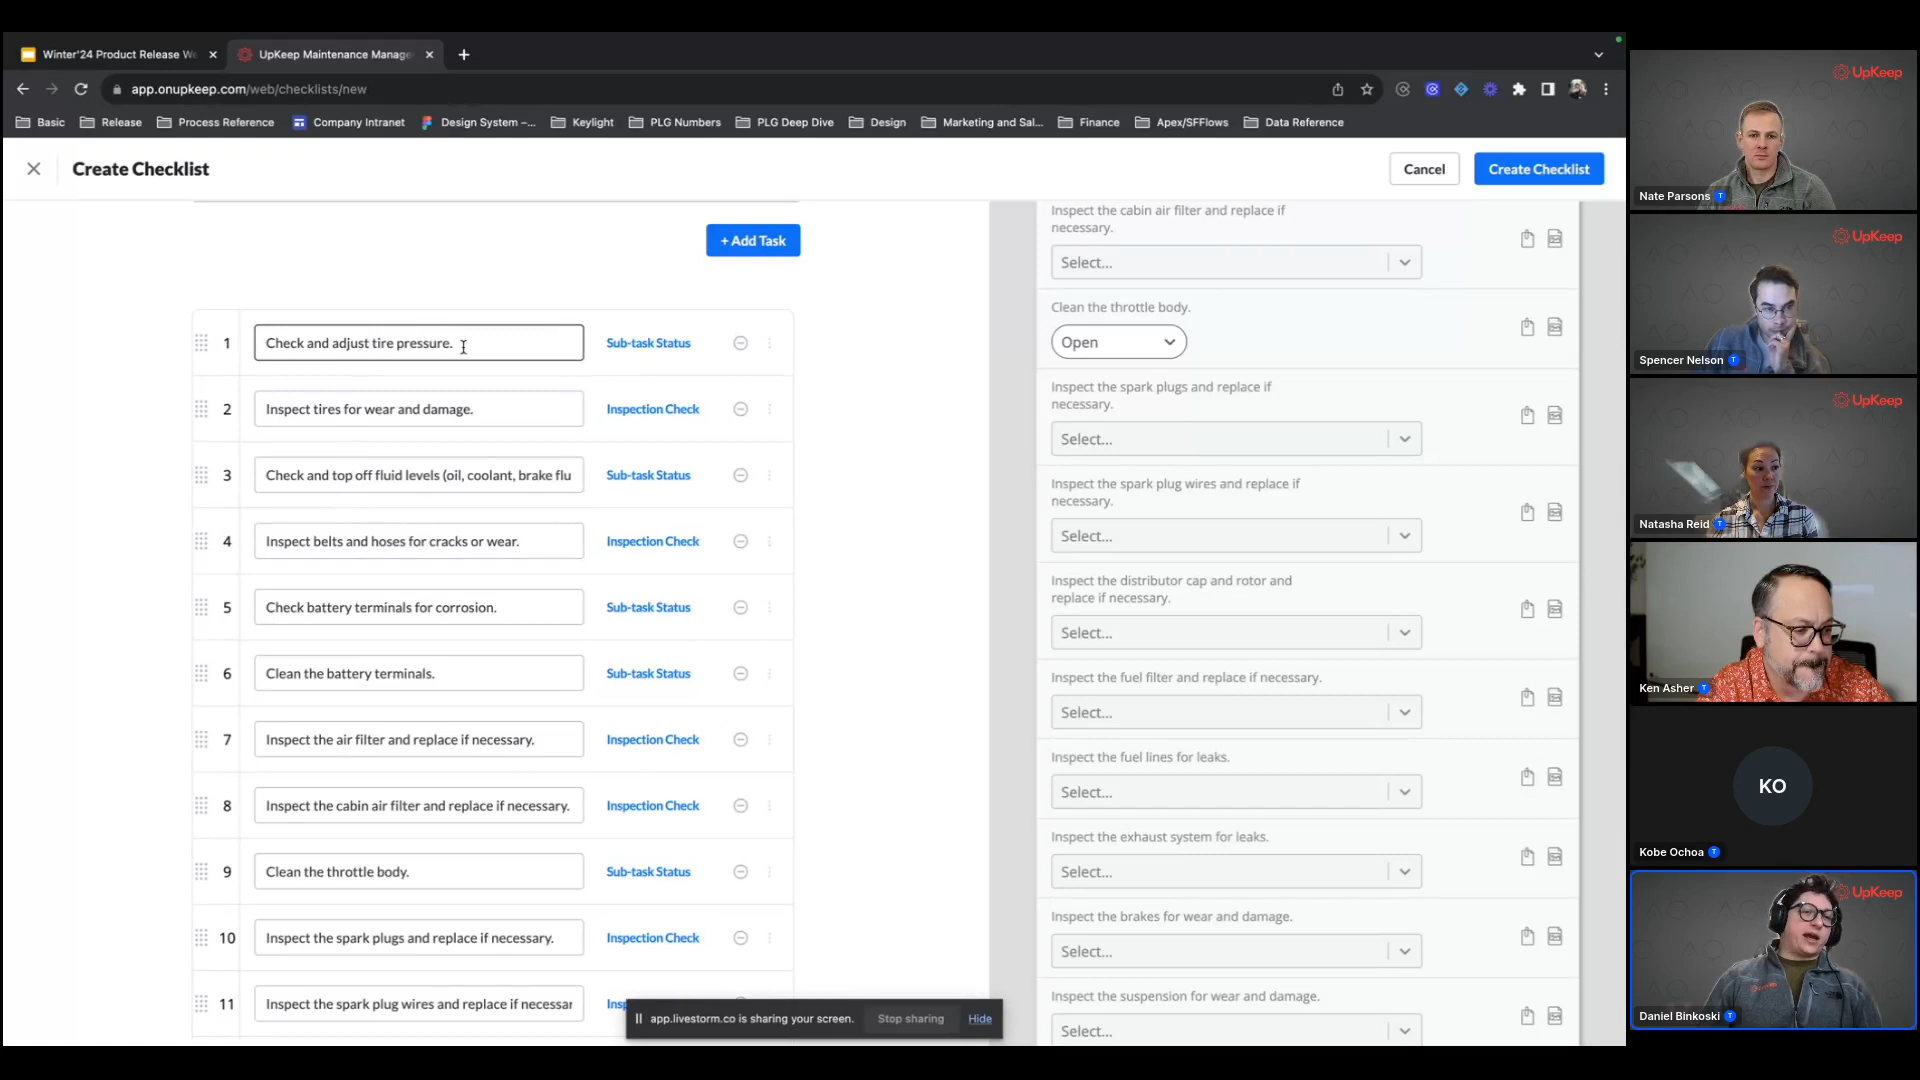 Winter'24 Product Release We
UpKeep Maintenance Manage
app.onupkeep.com/web/checklists/new
Basic
Release
Process Reference
Company Intranet
Design System –...
Keylight
PLG Numbers
PLG Deep Dive
Design
Marketing and Sal...
Finance
Apex/SFFlows
Data Reference
Create Checklist
Cancel
Create Checklist
+ Add Task
1 Check and adjust tire pressure. Sub-task Status
2 Inspect tires for wear and damage. Inspection Check
3 Check and top off fluid levels (oil, coolant, brake flu Sub-task Status
4 Inspect belts and hoses for cracks or wear. Inspection Check
5 Check battery terminals for corrosion. Sub-task Status
6 Clean the battery terminals. Sub-task Status
7 Inspect the air filter and replace if necessary. Inspection Check
8 Inspect the cabin air filter and replace if necessary. Inspection Check
9 Clean the throttle body. Sub-task Status
10 Inspect the spark plugs and replace if necessary. Inspection Check
11 Inspect the spark plug wires and replace if necessar Insp
Inspect the cabin air filter and replace if
necessary.
Select...
Clean the throttle body.
Open
Inspect the spark plugs and replace if
necessary.
Select...
Inspect the spark plug wires and replace if
necessary.
Select...
Inspect the distributor cap and rotor and
replace if necessary.
Select...
Inspect the fuel filter and replace if necessary.
Select...
Inspect the fuel lines for leaks.
Select...
Inspect the exhaust system for leaks.
Select...
Inspect the brakes for wear and damage.
Select...
Inspect the suspension for wear and damage.
Select...
app.livestorm.co is sharing your screen.
Stop sharing
Hide
UpKeep
Nate Parsons T
UpKeep
Spencer Nelson T
UpKeep
Natasha Reid T
Ken Asher T
KO
Kobe Ochoa T
UpKeep
Daniel Binkoski T